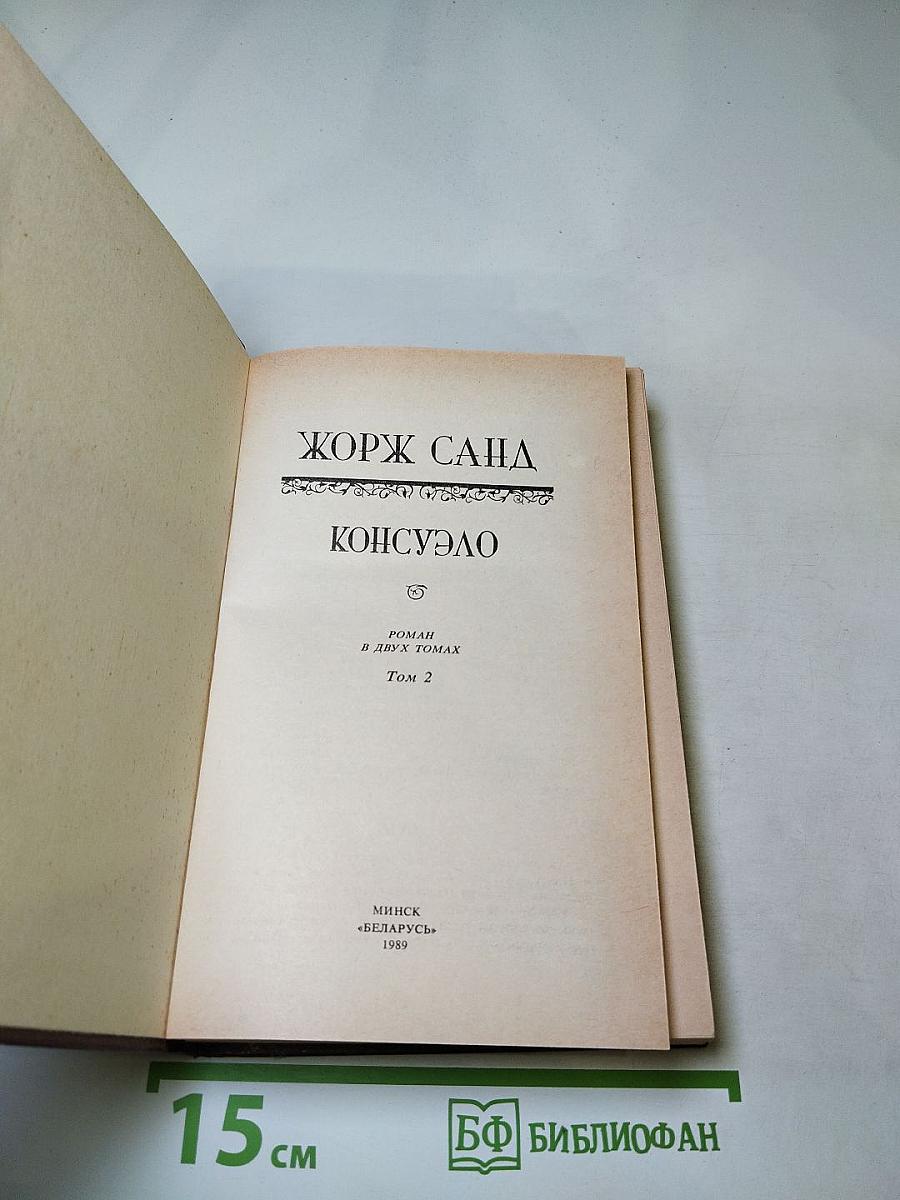 ЖОРЖ САНД
КОНСУЭЛО
РОМАН
В ДВУХ ТОМАХ
Том 2
МИНСК
«БЕЛАРУСЬ»
1989
15 см
БФ БИБЛИОФАН